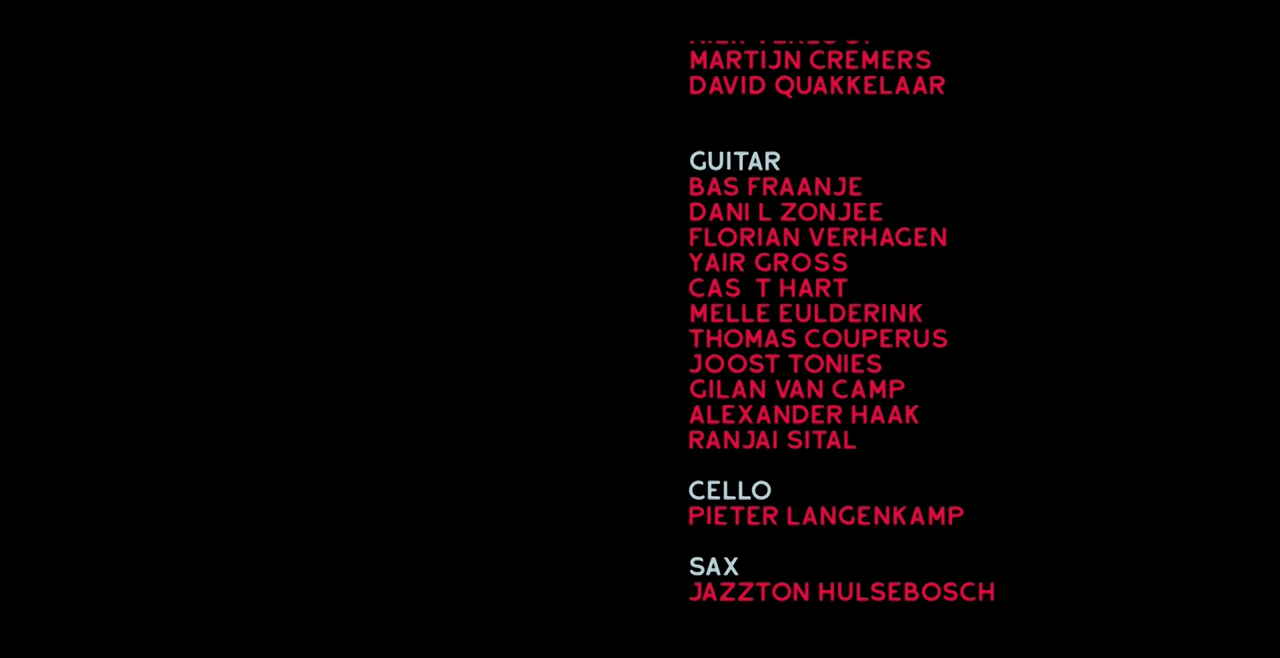 MARTIJN CREMERS
DAVID QUAKKELAAR
GUITAR
BAS FRAANJE
DANI L ZONJEE
FLORIAN VERHAGEN
YAIR GROSS
CAS T HART
MELLE EULDERINK
THOMAS COUPERUS
JOOST TONIES
GILAN VAN CAMP
ALEXANDER HAAK
RANJAI SITAL
CELLO
PIETER LANGENKAMP
SAX
JAZZTON HULSEBOSCH